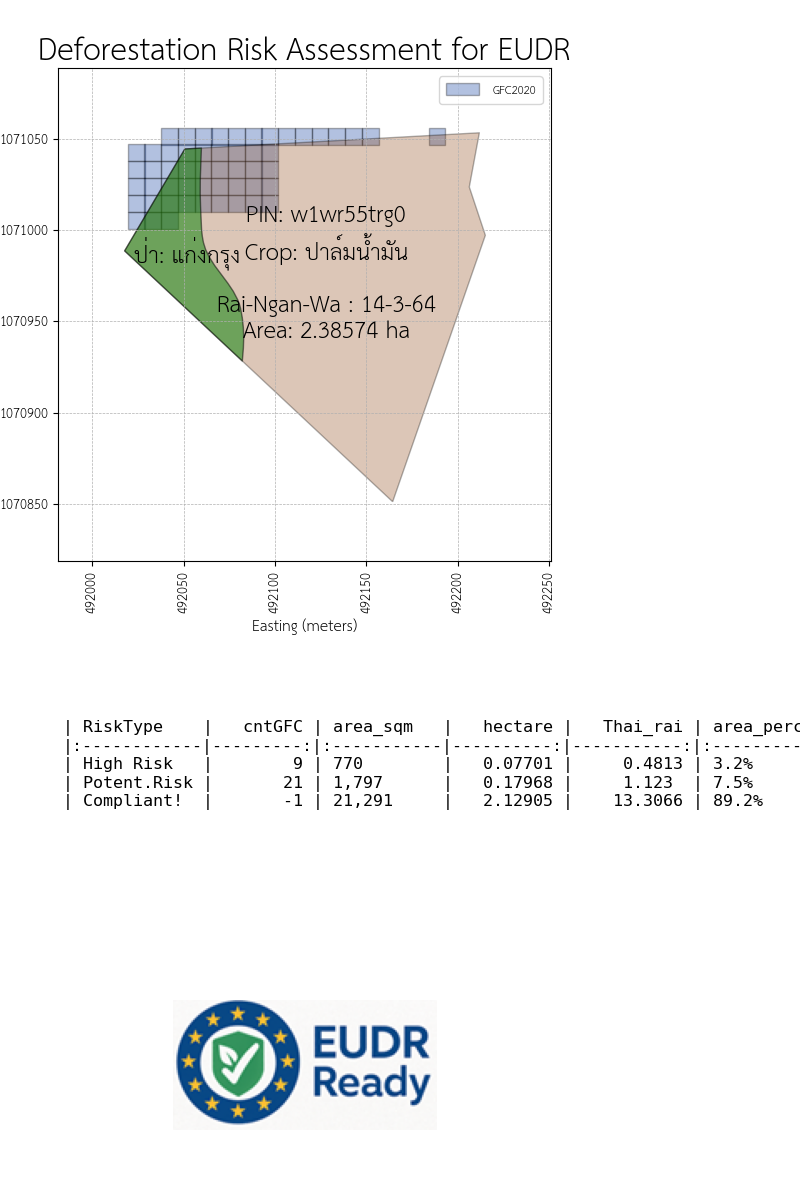 Deforestation Risk Assessment for EUDR
GFC2020
1071050
1071000
1070950
1070900
1070850
PIN: w1wr55trg0
ป่า: แก่งกรุง
Crop: ปาล์มน้ำมัน
Rai-Ngan-Wa : 14-3-64
Area: 2.38574 ha
492000
492050
492100
492150
492200
492250
Easting (meters)
| RiskType | cntGFC | area_sqm | hectare | Thai_rai | area_perc
|:------------|---------:|:-----------|----------:|-----------:|:---------
| High Risk | 9 | 770 | 0.07701 | 0.4813 | 3.2%
| Potent.Risk | 21 | 1,797 | 0.17968 | 1.123 | 7.5%
| Compliant! | -1 | 21,291 | 2.12905 | 13.3066 | 89.2%
EUDR
Ready